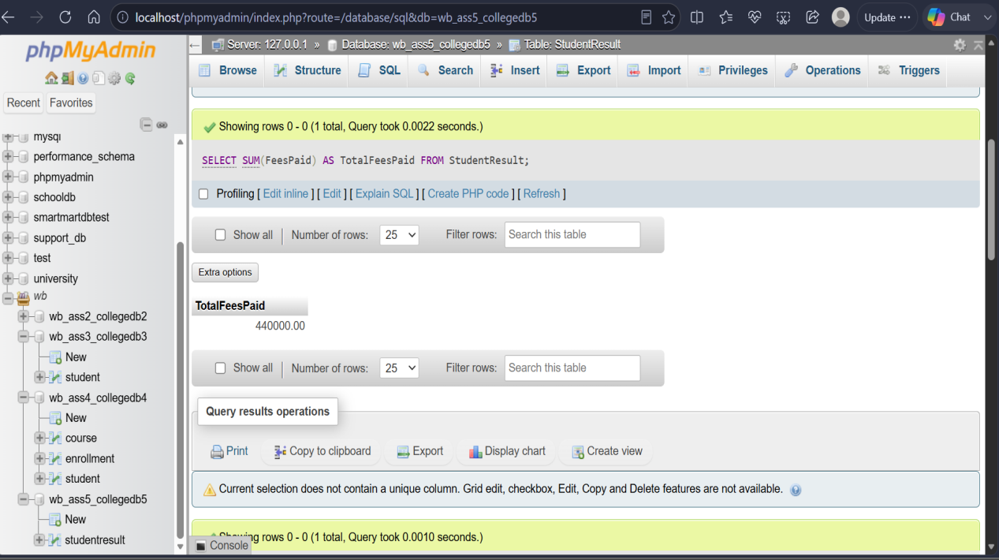 localhost/phpmyadmin/index.php?route=/database/sql&db=wb_ass5_collegedb5
Update
Chat
phpMyAdmin
Recent
Favorites
mysql
performance_schema
phpmyadmin
schooldb
smartmartdbtest
support_db
test
university
wb
wb_ass2_collegedb2
wb_ass3_collegedb3
New
student
wb_ass4_collegedb4
New
course
enrollment
student
wb_ass5_collegedb5
New
studentresult
Server: 127.0.0.1 » Database: wb_ass5_collegedb5 » Table: StudentResult
Browse Structure SQL Search Insert Export Import Privileges Operations Triggers
Showing rows 0 - 0 (1 total, Query took 0.0022 seconds.)
SELECT SUM(FeesPaid) AS TotalFeesPaid FROM StudentResult;
Profiling [ Edit inline ] [ Edit ] [ Explain SQL ] [ Create PHP code ] [ Refresh ]
Show all | Number of rows: 25 Filter rows: Search this table
Extra options
TotalFeesPaid
440000.00
Show all | Number of rows: 25 Filter rows: Search this table
Query results operations
Print Copy to clipboard Export Display chart Create view
Current selection does not contain a unique column. Grid edit, checkbox, Edit, Copy and Delete features are not available.
Showing rows 0 - 0 (1 total, Query took 0.0010 seconds.)
Console